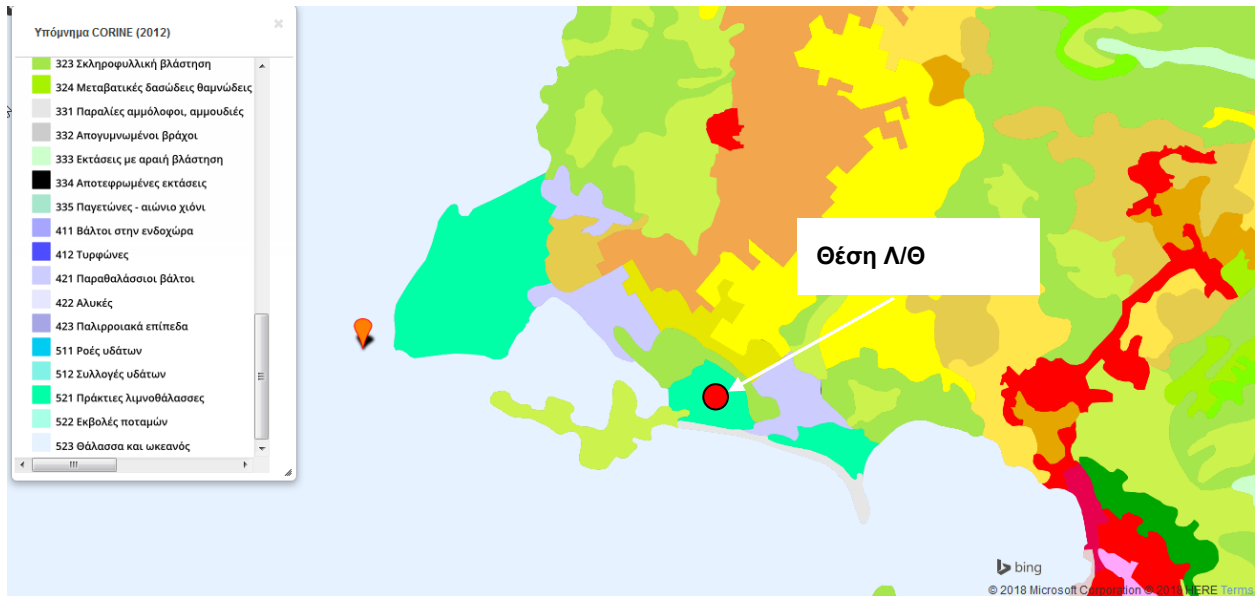 Υπόμνημα CORINE (2012)
323 Σκληροφυλλική βλάστηση
324 Μεταβατικές δασώδεις θαμνώδεις
331 Παραλίες αμμόλοφοι, αμμουδιές
332 Απογυμνωμένοι βράχοι
333 Εκτάσεις με αραιή βλάστηση
334 Αποτεφρωμένες εκτάσεις
335 Παγετώνες - αιώνιο χιόνι
411 Βάλτοι στην ενδοχώρα
412 Τυρφώνες
421 Παραθαλάσσιοι βάλτοι
422 Αλυκές
423 Παλιρροιακά επίπεδα
511 Ροές υδάτων
512 Συλλογές υδάτων
521 Πράκτιες λιμνοθάλασσες
522 Εκβολές ποταμών
523 Θάλασσα και ωκεανός
Θέση Λ/Θ
bing
© 2018 Microsoft Corporation © 2018 HERE Terms